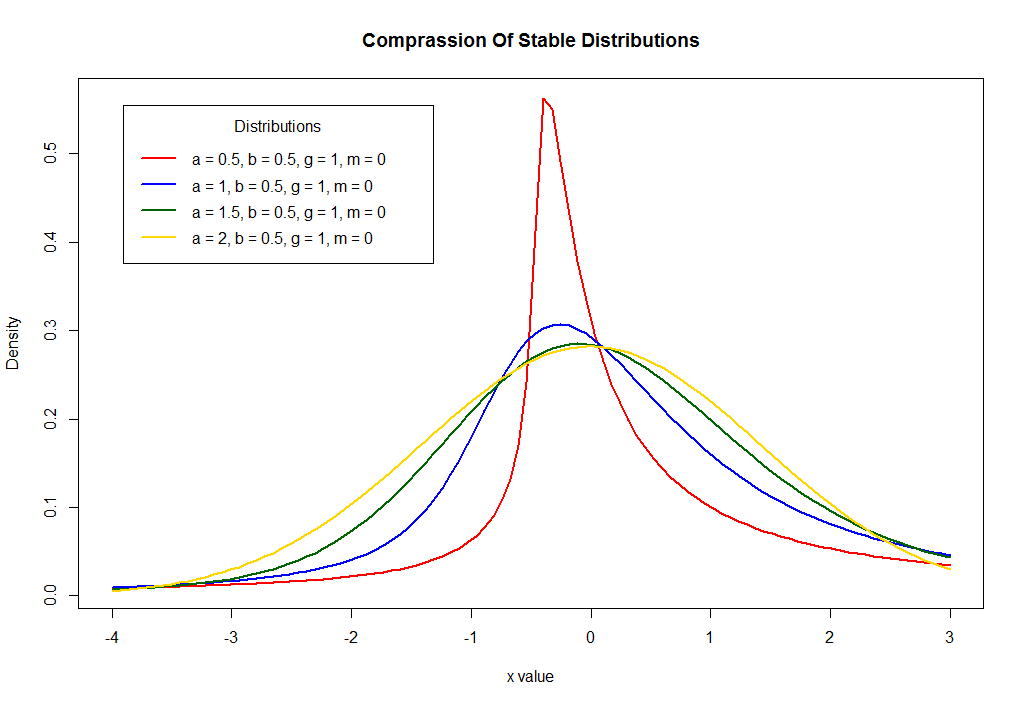 Comprassion Of Stable Distributions
Distributions
a = 0.5, b = 0.5, g = 1, m = 0
a = 1, b = 0.5, g = 1, m = 0
a = 1.5, b = 0.5, g = 1, m = 0
a = 2, b = 0.5, g = 1, m = 0
Density
0.5
0.4
0.3
0.2
0.1
0.0
-4 -3 -2 -1 0 1 2 3
x value